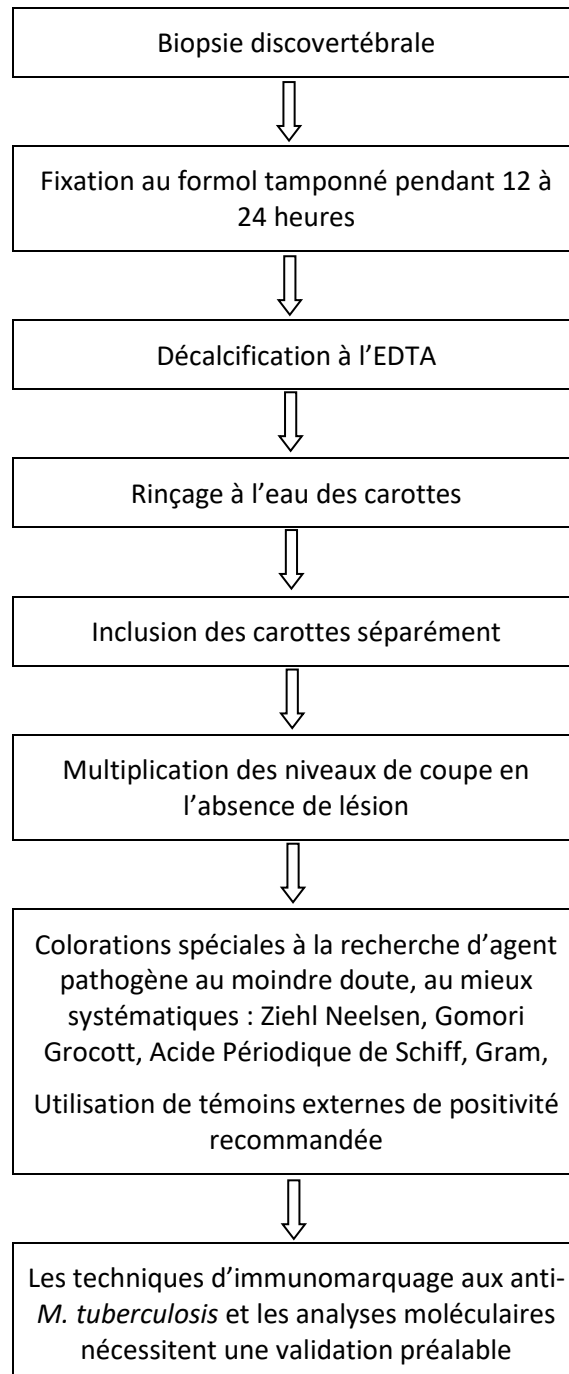 Biopsie discovertébrale
Fixation au formol tamponné pendant 12 à
24 heures
Décalcification à l’EDTA
Rinçage à l’eau des carottes
Inclusion des carottes séparément
Multiplication des niveaux de coupe en
l’absence de lésion
Colorations spéciales à la recherche d’agent
pathogène au moindre doute, au mieux
systématiques : Ziehl Neelsen, Gomori
Grocott, Acide Périodique de Schiff, Gram,
Utilisation de témoins externes de positivité
recommandée
Les techniques d’immunomarquage aux anti-
M. tuberculosis et les analyses moléculaires
nécessitent une validation préalable